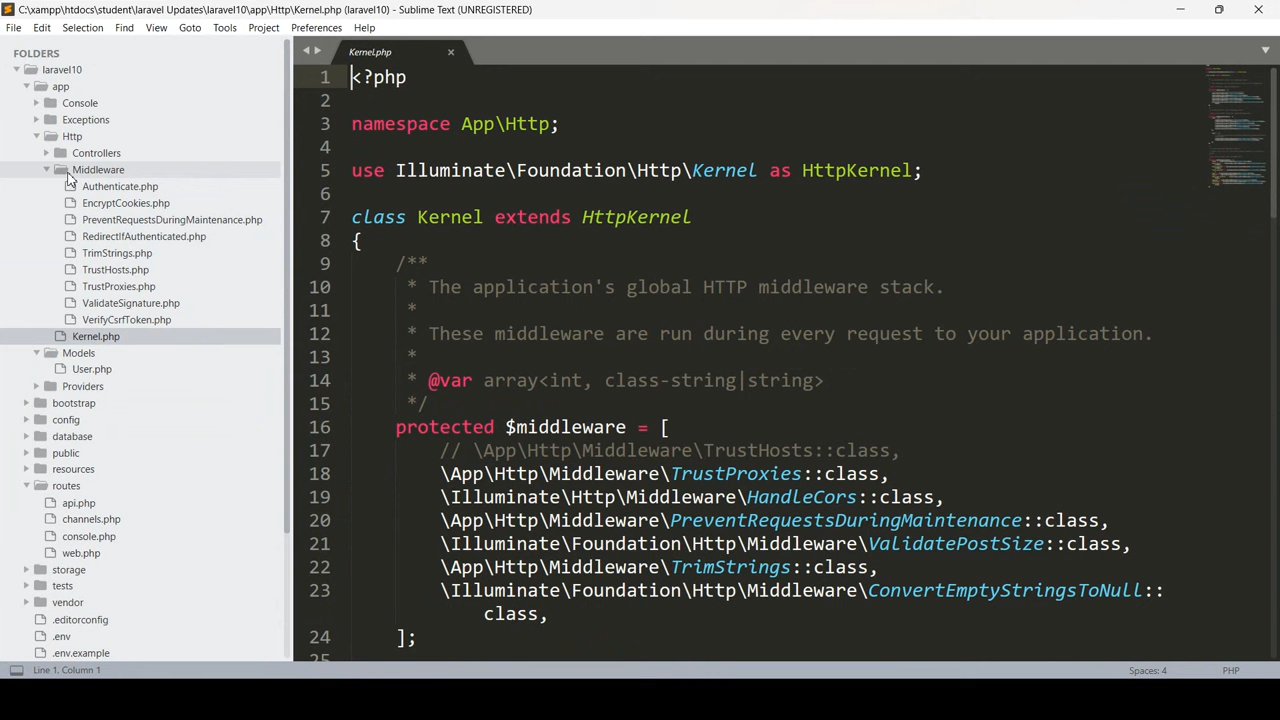 C:\xampp\htdocs\student\laravel Updates\laravel10\app\Http\Kernel.php (laravel10) - Sublime Text (UNREGISTERED)
File Edit Selection Find View Goto Tools Project Preferences Help
FOLDERS
laravel10
app
Console
Exceptions
Http
Controllers
Middleware
Authenticate.php
EncryptCookies.php
PreventRequestsDuringMaintenance.php
RedirectIfAuthenticated.php
TrimStrings.php
TrustHosts.php
TrustProxies.php
ValidateSignature.php
VerifyCsrfToken.php
Kernel.php
Models
User.php
Providers
bootstrap
config
database
public
resources
routes
api.php
channels.php
console.php
web.php
storage
tests
vendor
.editorconfig
.env
.env.example
Kernel.php
1 <?php
2
3 namespace App\Http;
4
5 use Illuminate\Foundation\Http\Kernel as HttpKernel;
6
7 class Kernel extends HttpKernel
8 {
9 /**
10 * The application's global HTTP middleware stack.
11 *
12 * These middleware are run during every request to your application.
13 *
14 * @var array<int, class-string|string>
15 */
16 protected $middleware = [
17 // \App\Http\Middleware\TrustHosts::class,
18 \App\Http\Middleware\TrustProxies::class,
19 \Illuminate\Http\Middleware\HandleCors::class,
20 \App\Http\Middleware\PreventRequestsDuringMaintenance::class,
21 \Illuminate\Foundation\Http\Middleware\ValidatePostSize::class,
22 \App\Http\Middleware\TrimStrings::class,
23 \Illuminate\Foundation\Http\Middleware\ConvertEmptyStringsToNull::
class,
24 ];
25
Line 1, Column 1 Spaces: 4 PHP